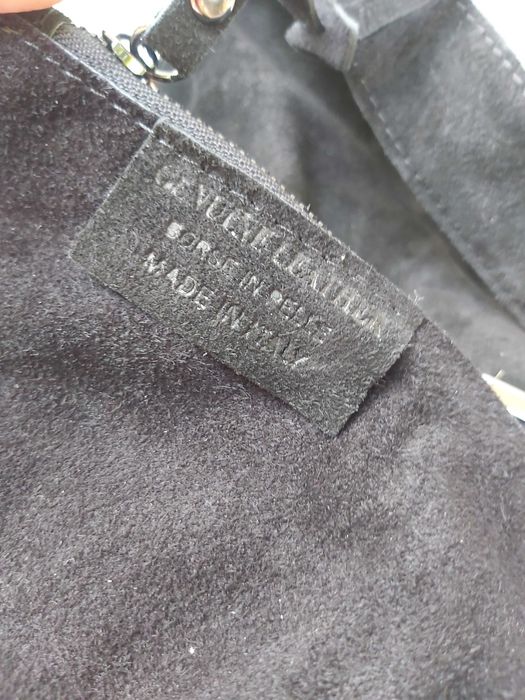 GENUINE LEATHER
BORSE IN PELLE
MADE IN ITALY